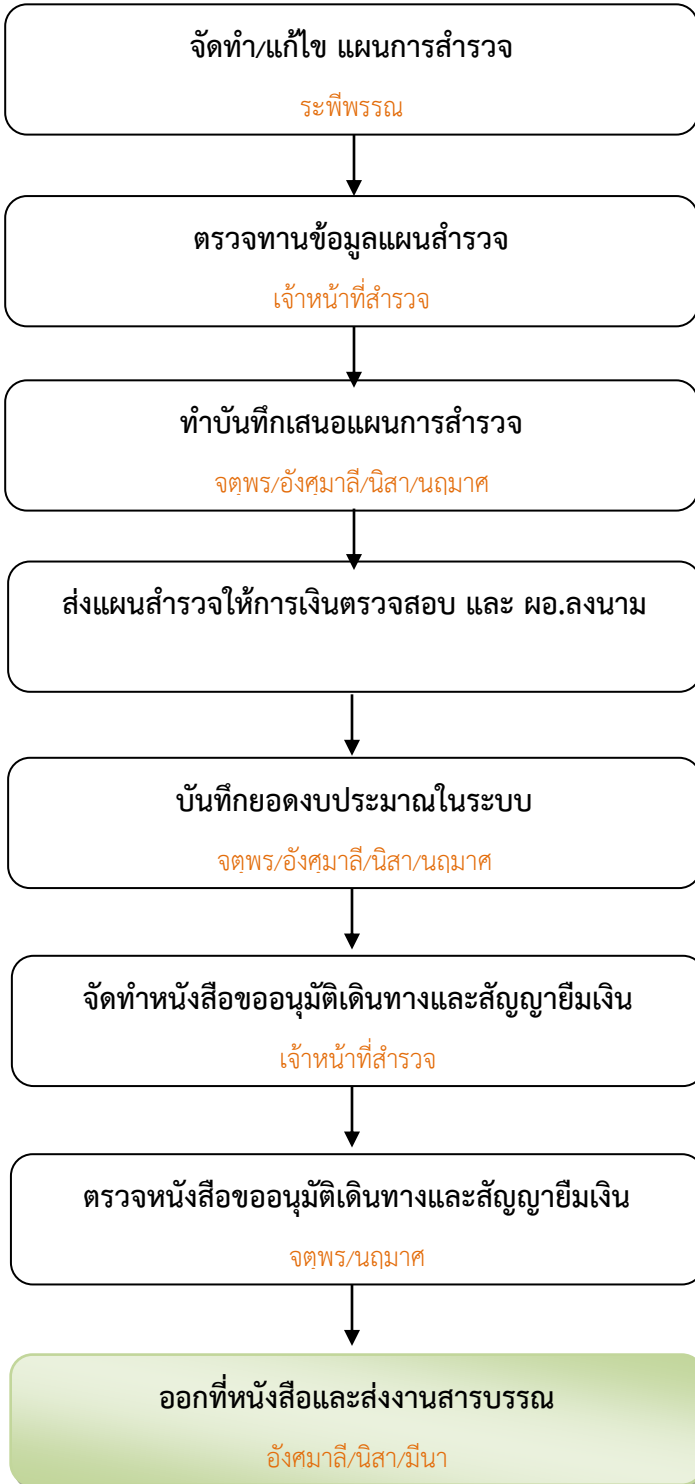 จัดทำ/แก้ไข แผนการสำรวจ
ระพีพรรณ
ตรวจทานข้อมูลแผนสำรวจ
เจ้าหน้าที่สำรวจ
ทำบันทึกเสนอแผนการสำรวจ
จตุพร/อังศุมาลี/นิสา/นฤมาศ
ส่งแผนสำรวจให้การเงินตรวจสอบ และ ผอ.ลงนาม
บันทึกยอดงบประมาณในระบบ
จตุพร/อังศุมาลี/นิสา/นฤมาศ
จัดทำหนังสือขออนุมัติเดินทางและสัญญายืมเงิน
เจ้าหน้าที่สำรวจ
ตรวจหนังสือขออนุมัติเดินทางและสัญญายืมเงิน
จตุพร/นฤมาศ
ออกที่หนังสือและส่งงานสารบรรณ
อังศุมาลี/นิสา/มีนา